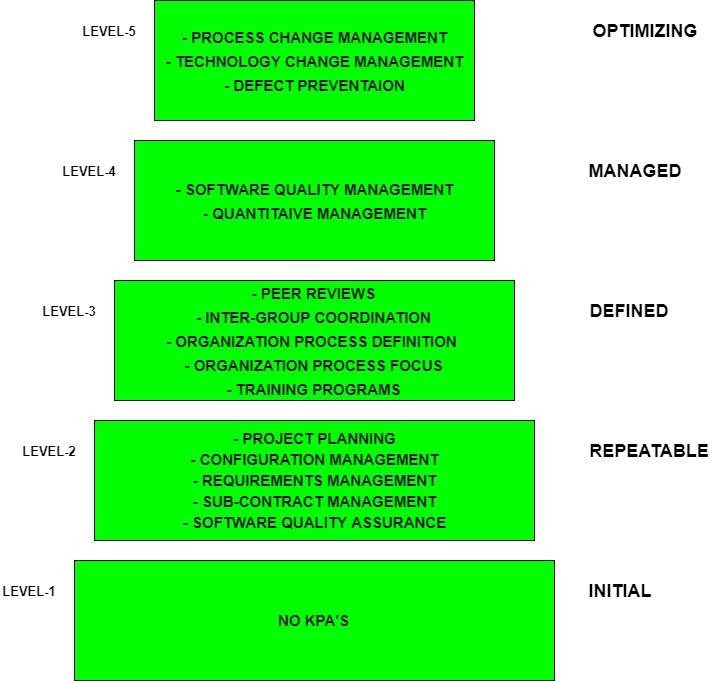 LEVEL-5
- PROCESS CHANGE MANAGEMENT
- TECHNOLOGY CHANGE MANAGEMENT
- DEFECT PREVENTAION
OPTIMIZING
LEVEL-4
- SOFTWARE QUALITY MANAGEMENT
- QUANTITAIVE MANAGEMENT
MANAGED
LEVEL-3
- PEER REVIEWS
- INTER-GROUP COORDINATION
- ORGANIZATION PROCESS DEFINITION
- ORGANIZATION PROCESS FOCUS
- TRAINING PROGRAMS
DEFINED
LEVEL-2
- PROJECT PLANNING
- CONFIGURATION MANAGEMENT
- REQUIREMENTS MANAGEMENT
- SUB-CONTRACT MANAGEMENT
- SOFTWARE QUALITY ASSURANCE
REPEATABLE
LEVEL-1
NO KPA'S
INITIAL